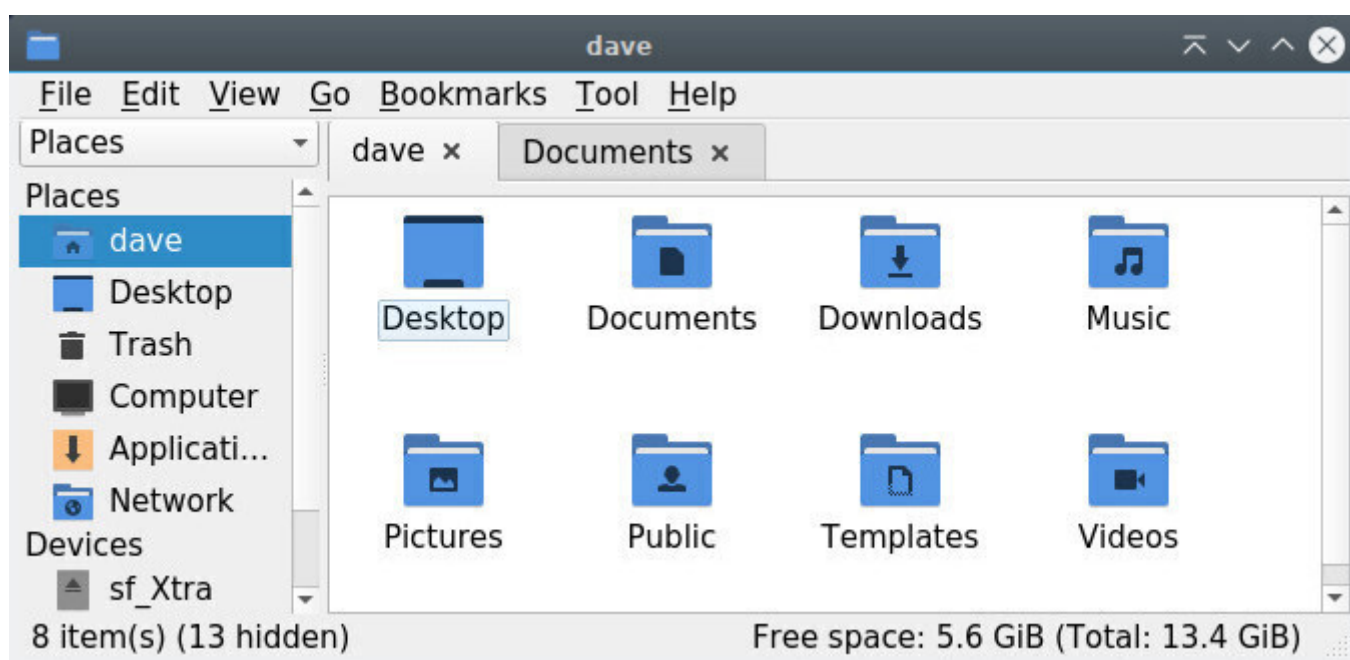 dave
File Edit View Go Bookmarks Tool Help
Places
dave Documents
Places
dave
Desktop
Trash
Computer
Applicati...
Network
Devices
sf_Xtra
Desktop Documents Downloads Music
Pictures Public Templates Videos
8 item(s) (13 hidden) Free space: 5.6 GiB (Total: 13.4 GiB)